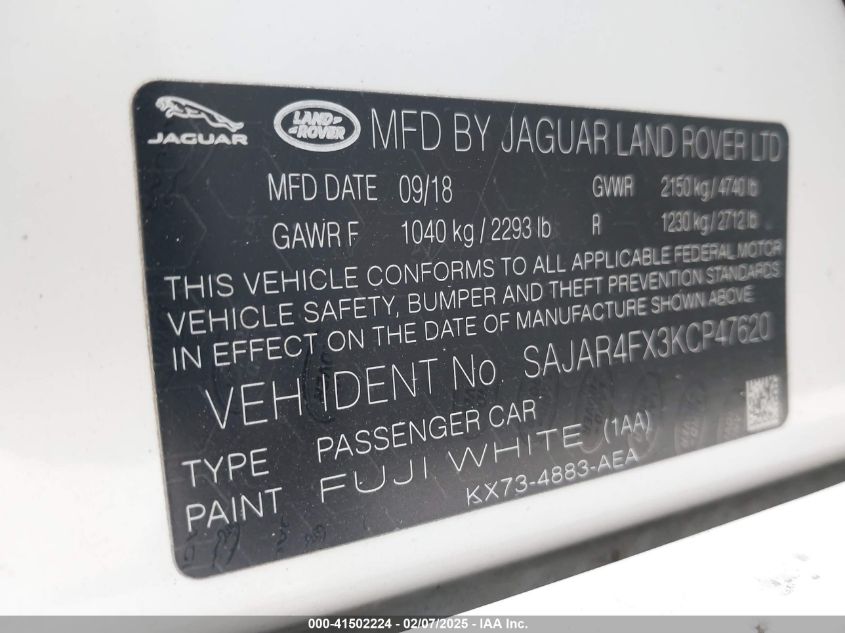 JAGUAR LAND ROVER MFD BY JAGUAR LAND ROVER LTD
MFD DATE 09/18 GVWR 2150 kg / 4740 lb
GAWR F 1040 kg / 2293 lb R 1230 kg / 2712 lb
THIS VEHICLE CONFORMS TO ALL APPLICABLE FEDERAL MOTOR
VEHICLE SAFETY, BUMPER AND THEFT PREVENTION STANDARDS
IN EFFECT ON THE DATE OF MANUFACTURE SHOWN ABOVE
VEH IDENT No. SAJAR4FX3KCP47620
TYPE PASSENGER CAR
PAINT FUJI WHITE (1AA)
KX73-4883-AEA
000-41502224 - 02/07/2025 - IAA Inc.